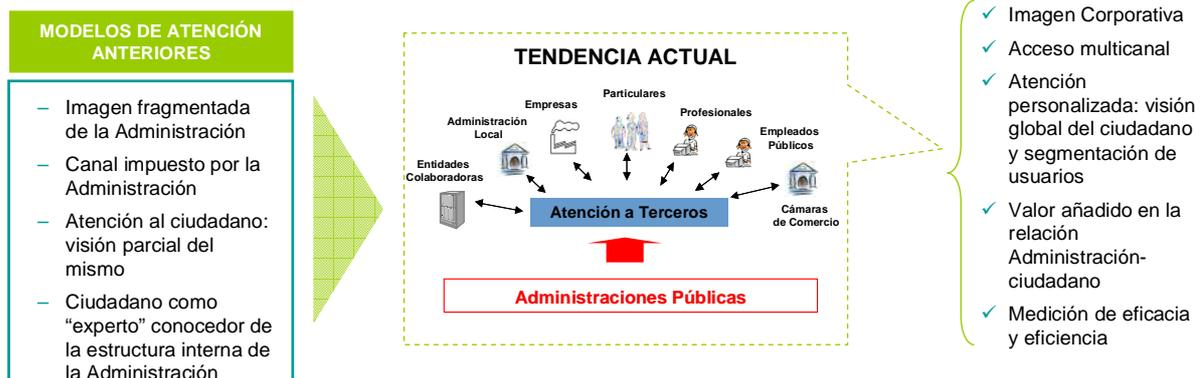 MODELOS DE ATENCIÓN
ANTERIORES
– Imagen fragmentada
de la Administración
– Canal impuesto por la
Administración
– Atención al ciudadano:
visión parcial del
mismo
– Ciudadano como
“experto” conocedor de
la estructura interna de
la Administración
TENDENCIA ACTUAL
Particulares
Empresas
Profesionales
Administración
Local
Empleados
Públicos
Entidades
Colaboradoras
Cámaras
de Comercio
Atención a Terceros
Administraciones Públicas
✓ Imagen Corporativa
✓ Acceso multicanal
✓ Atención
personalizada: visión
global del ciudadano
y segmentación de
usuarios
✓ Valor añadido en la
relación
Administración-
ciudadano
✓ Medición de eficacia
y eficiencia